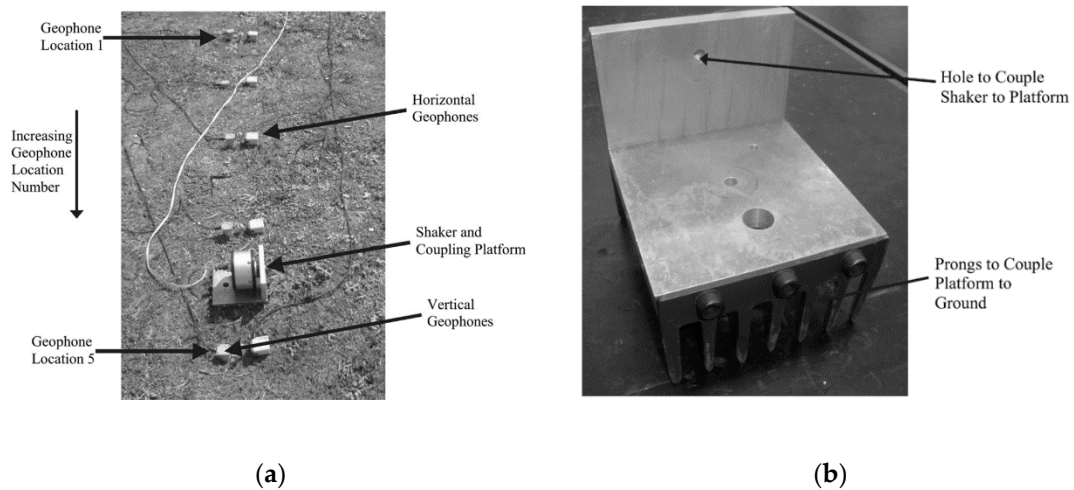 Geophone
Location 1
Increasing
Geophone
Location
Number
Geophone
Location 5
Horizontal
Geophones
Shaker and
Coupling Platform
Vertical
Geophones
Hole to Couple
Shaker to Platform
Prongs to Couple
Platform to
Ground
(a)
(b)